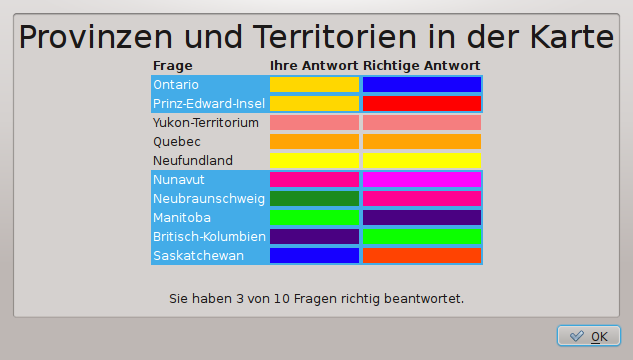 Provinzen und Territorien in der Karte
Frage Ihre Antwort Richtige Antwort
Ontario
Prinz-Edward-Insel
Yukon-Territorium
Quebec
Neufundland
Nunavut
Neubraunschweig
Manitoba
Britisch-Kolumbien
Saskatchewan
Sie haben 3 von 10 Fragen richtig beantwortet.
OK